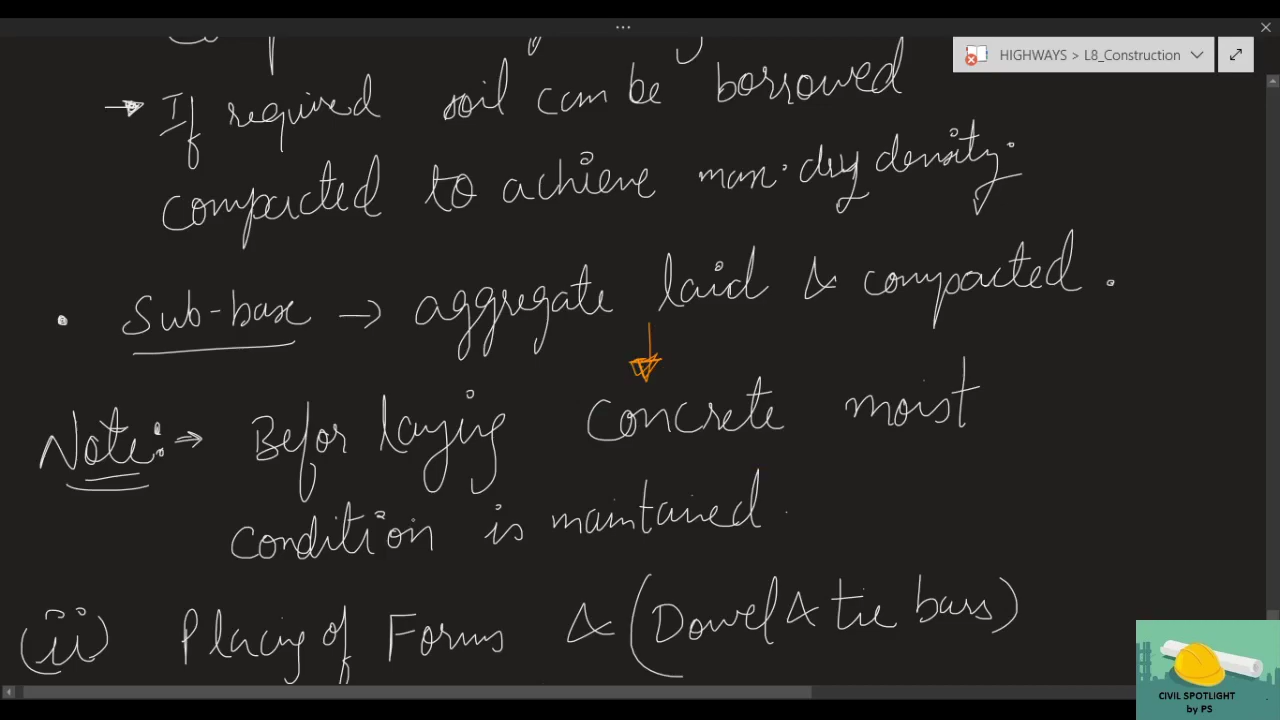 HIGHWAYS > L8_Construction
→ If required soil can be borrowed
compacted to achieve max. dry density.
• Sub-base → aggregate laid & compacted.
Note:→ Befor laying concrete moist
condition is maintained.
(ii) Placing of Forms & (Dowel & tie bars)
CIVIL SPOTLIGHT
by PS